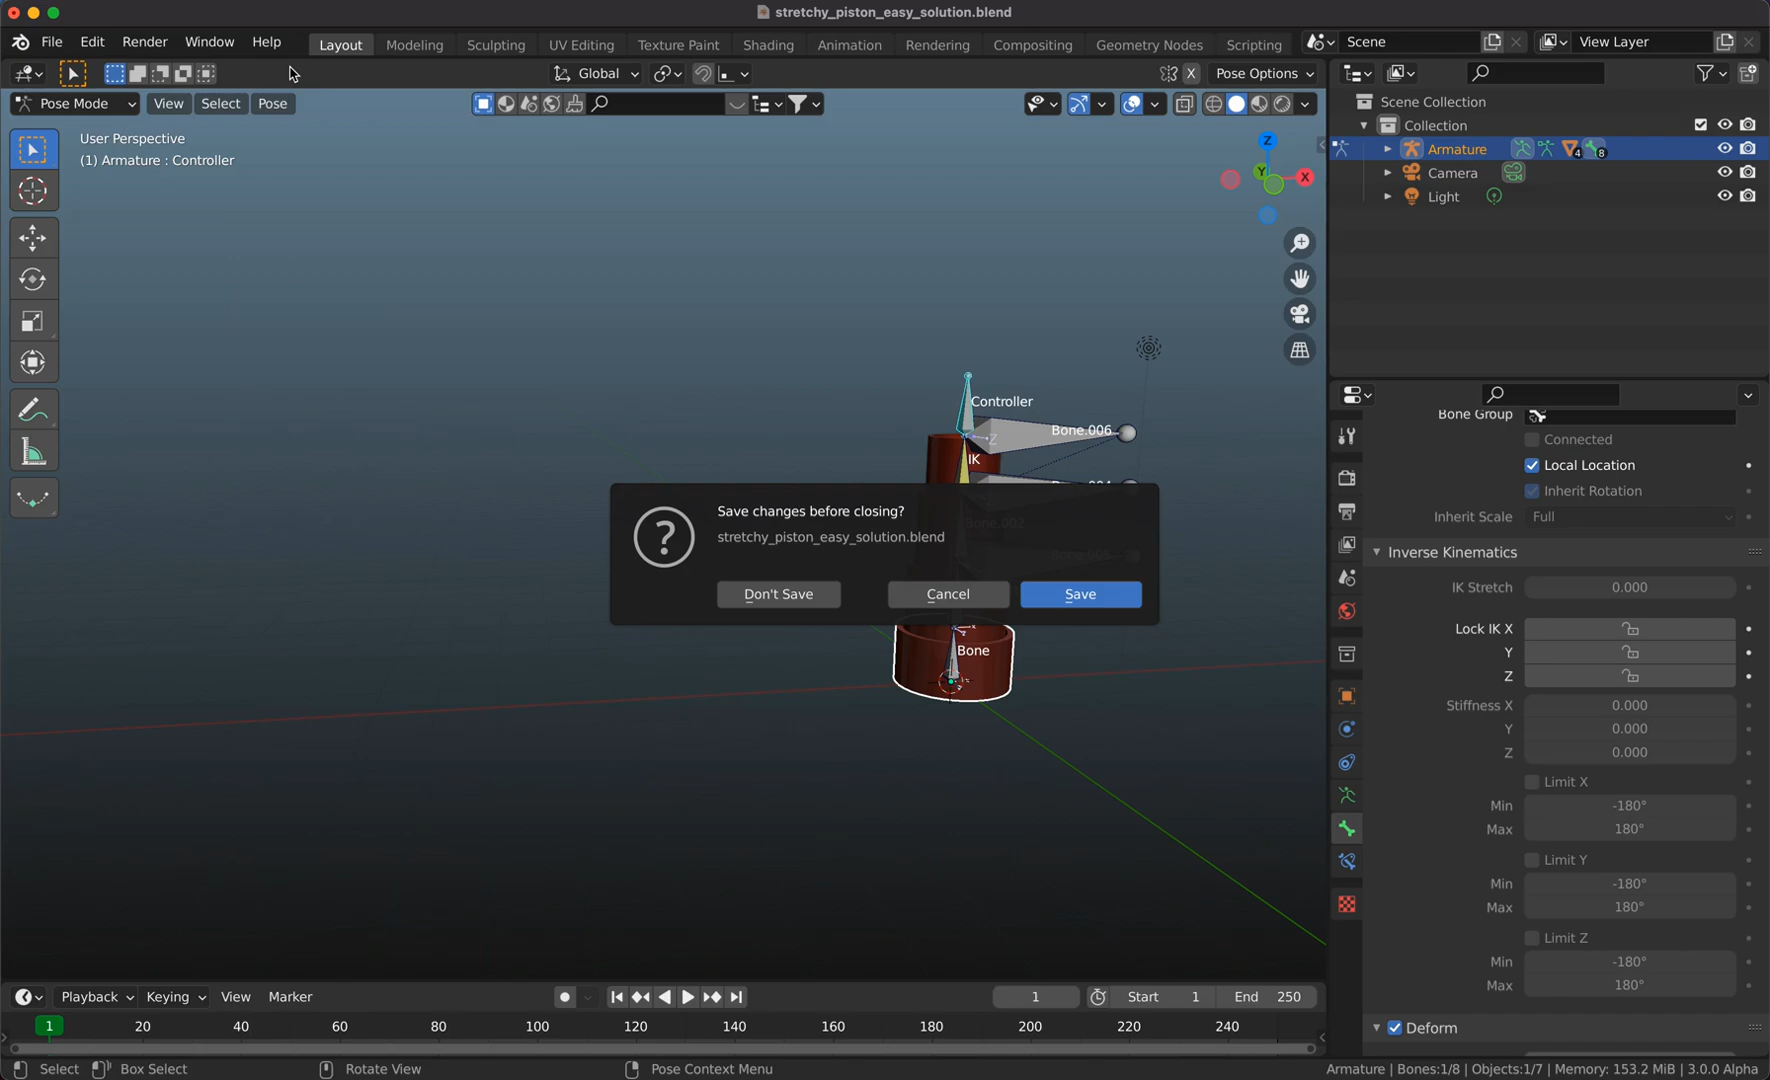 stretchy_piston_easy_solution.blend
File Edit Render Window Help Layout Modeling Sculpting UV Editing Texture Paint Shading Animation Rendering Compositing Geometry Nodes Scripting Scene View Layer
Global X Pose Options
Pose Mode View Select Pose
User Perspective
(1) Armature : Controller
Z
Y
X
Scene Collection
Collection
Armature 4 8
Camera
Light
Controller
Bone.006
Z
IK
Bone.002
Bone
Save changes before closing?
stretchy_piston_easy_solution.blend
Don't Save Cancel Save
Bone Group
Connected
Local Location
Inherit Rotation
Inherit Scale Full
Inverse Kinematics
IK Stretch 0.000
Lock IK X
Y
Z
Stiffness X 0.000
Y 0.000
Z 0.000
Limit X
Min -180°
Max 180°
Limit Y
Min -180°
Max 180°
Limit Z
Min -180°
Max 180°
Deform
Playback Keying View Marker 1 Start 1 End 250
1 20 40 60 80 100 120 140 160 180 200 220 240
Select Box Select Rotate View Pose Context Menu Armature | Bones:1/8 | Objects:1/7 | Memory: 153.2 MiB | 3.0.0 Alpha